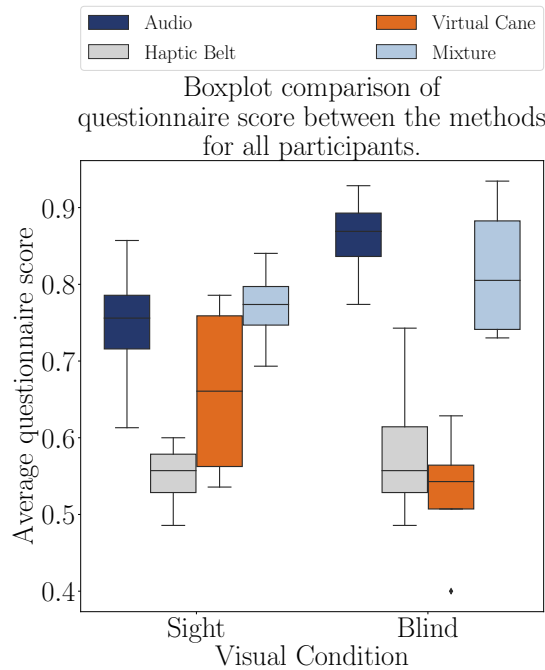 Audio
Virtual Cane
Haptic Belt
Mixture
Boxplot comparison of
questionnaire score between the methods
for all participants.
Average questionnaire score
0.9
0.8
0.7
0.6
0.5
0.4
Sight
Blind
Visual Condition